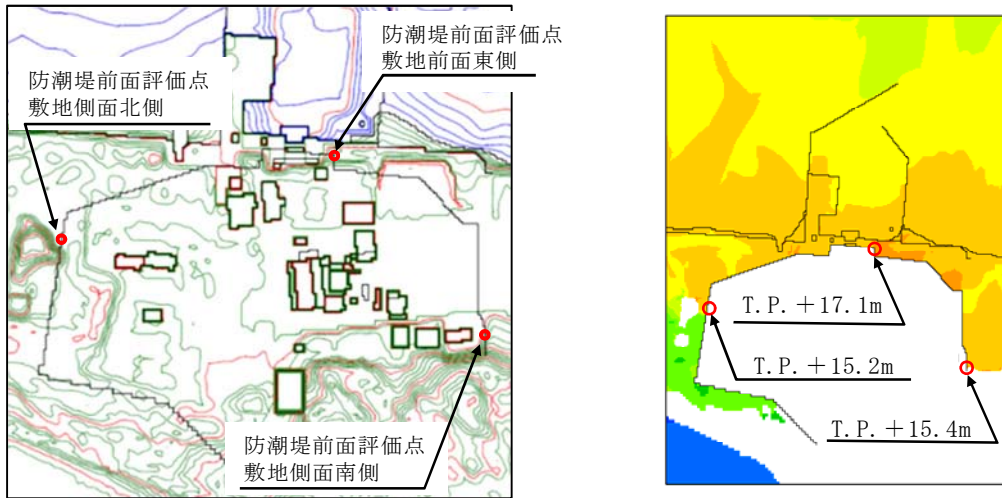 防潮堤前面評価点
敷地前面東側
防潮堤前面評価点
敷地側面北側
防潮堤前面評価点
敷地側面南側
T.P.+17.1m
T.P.+15.2m
T.P.+15.4m